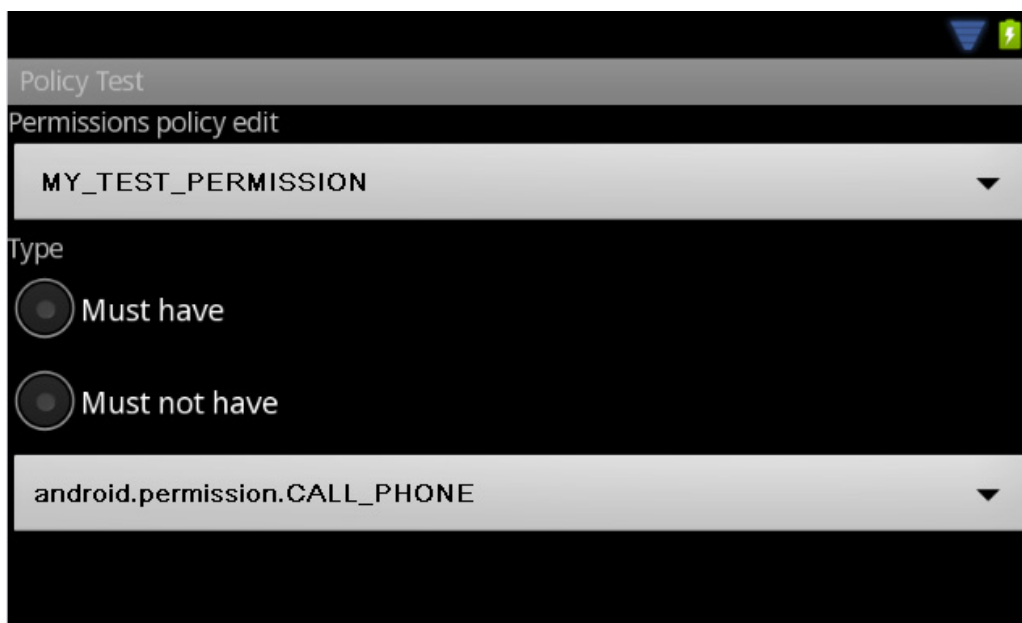 Policy Test
Permissions policy edit
MY_TEST_PERMISSION
Type
Must have
Must not have
android.permission.CALL_PHONE